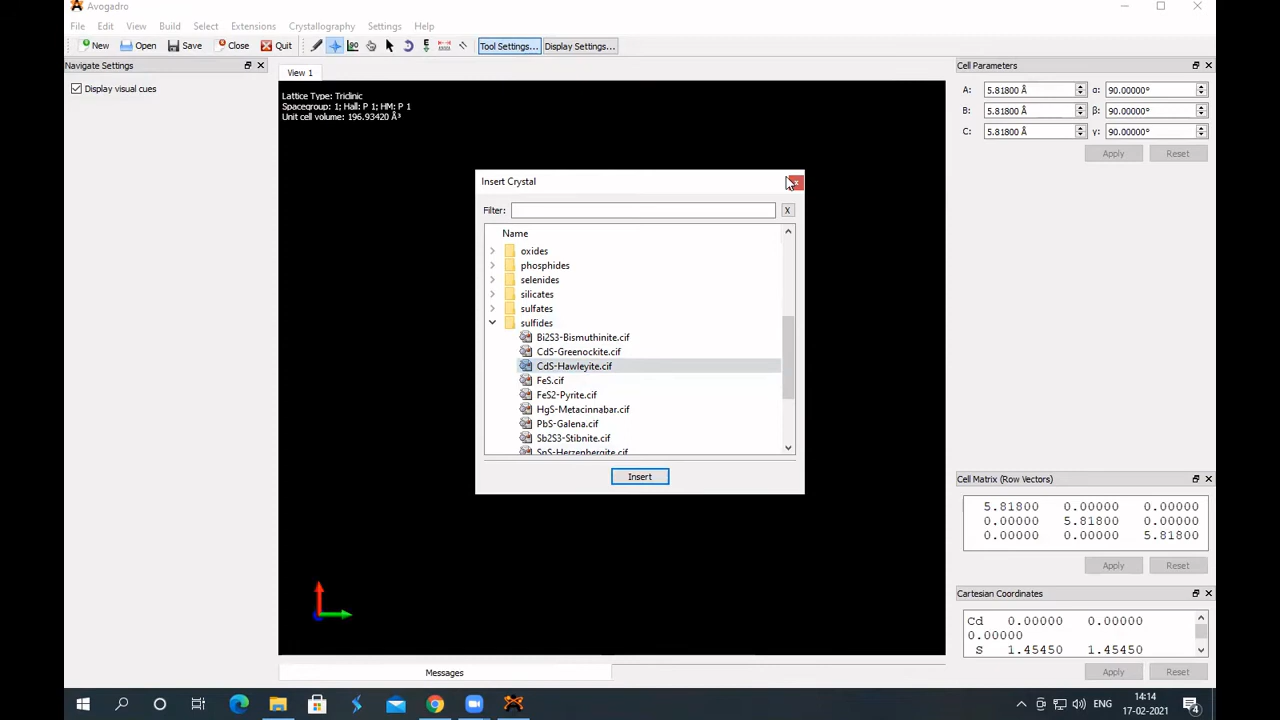 Avogadro
File Edit View Build Select Extensions Crystallography Settings Help
New Open Save Close Quit Tool Settings... Display Settings...
Navigate Settings
Display visual cues
View 1
Lattice Type: Triclinic
Spacegroup: 1; Hall: P 1; HM: P 1
Unit cell volume: 196.93420 Å³
Insert Crystal
Filter:
X
Name
oxides
phosphides
selenides
silicates
sulfates
sulfides
Bi2S3-Bismuthinite.cif
CdS-Greenockite.cif
CdS-Hawleyite.cif
FeS.cif
FeS2-Pyrite.cif
HgS-Metacinnabar.cif
PbS-Galena.cif
Sb2S3-Stibnite.cif
SnS-Herzenbergite.cif
Insert
Messages
Cell Parameters
A: 5.81800 Å α: 90.00000°
B: 5.81800 Å β: 90.00000°
C: 5.81800 Å γ: 90.00000°
Apply Reset
Cell Matrix (Row Vectors)
5.81800 0.00000 0.00000
0.00000 5.81800 0.00000
0.00000 0.00000 5.81800
Apply Reset
Cartesian Coordinates
Cd 0.00000 0.00000
0.00000
S 1.45450 1.45450
Apply Reset
ENG
14:14
17-02-2021
4